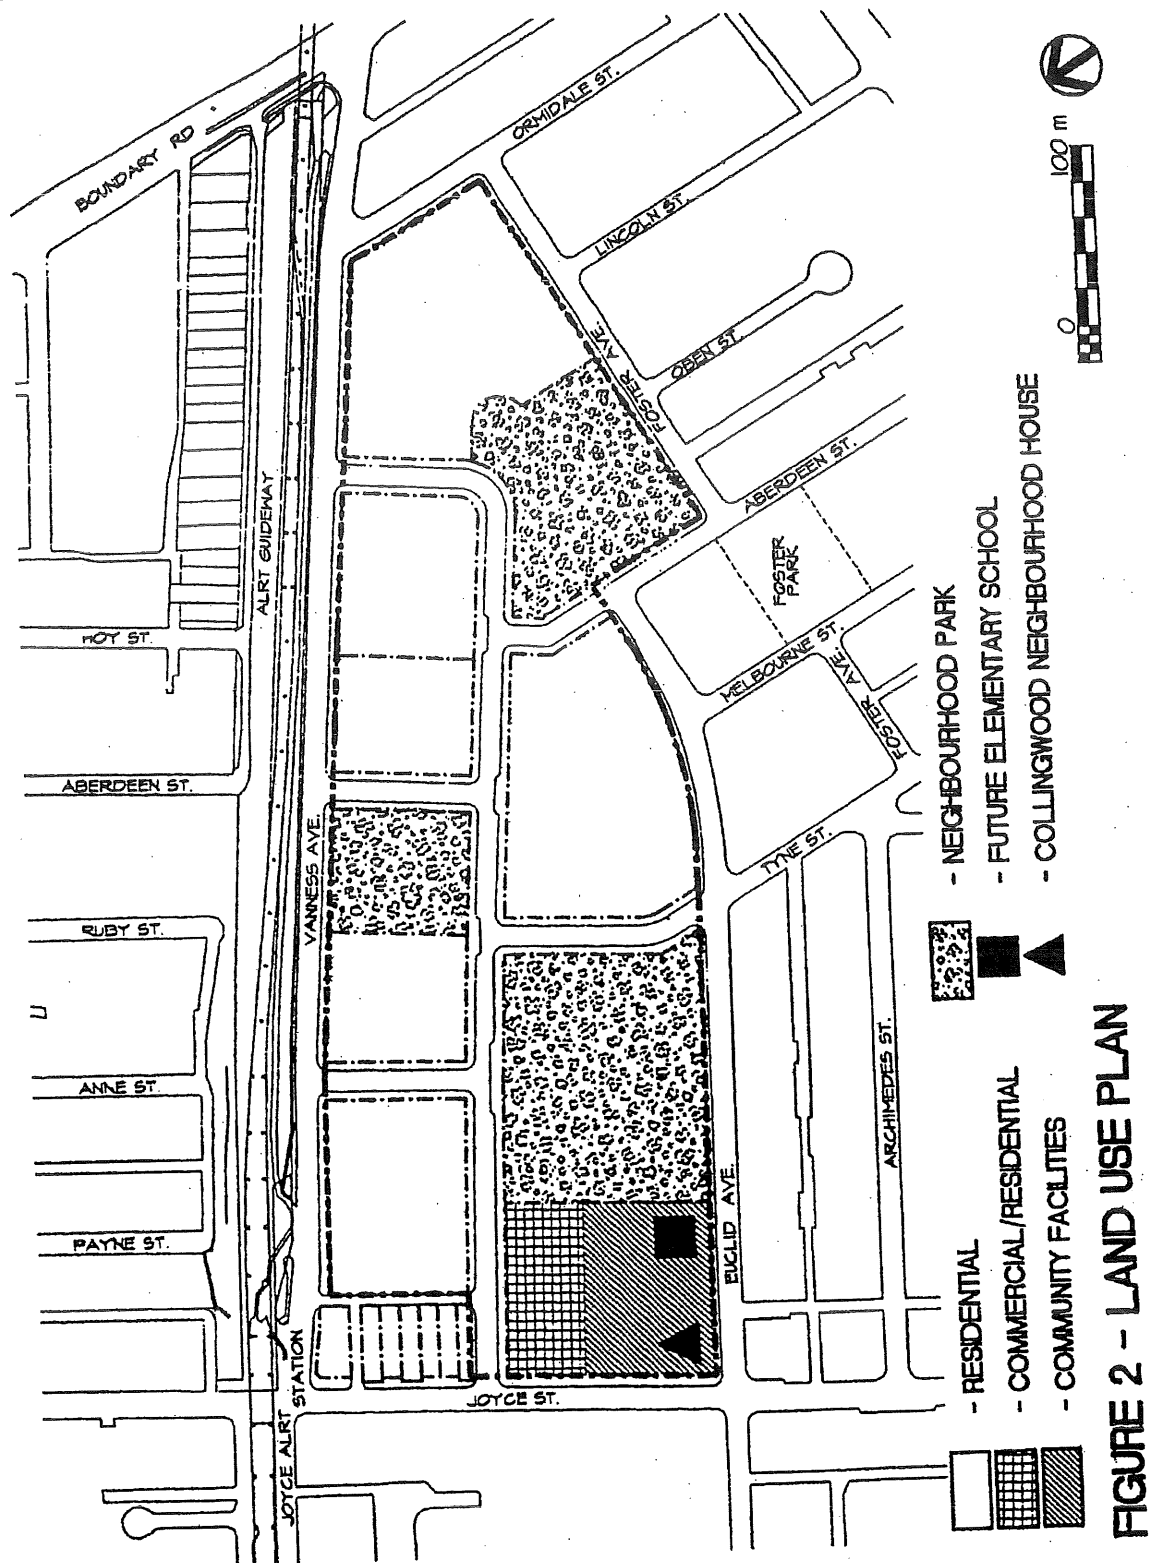 BOUNDARY RD
ORMIDALE ST.
LINCOLN ST.
OBEN ST.
FOSTER AVE.
ABERDEEN ST.
FOSTER
PARK
MELBOURNE ST.
FOSTER AVE.
TYNE ST.
ARCHIMEDES ST.
EUCLID AVE.
JOYCE ST.
ALRT GUIDEWAY
HOY ST.
ABERDEEN ST.
VANNESS AVE.
RUBY ST.
ANNE ST.
PAYNE ST.
JOYCE ALRT STATION
0 100 m
- RESIDENTIAL
- COMMERCIAL/RESIDENTIAL
- COMMUNITY FACILITIES
- NEIGHBOURHOOD PARK
- FUTURE ELEMENTARY SCHOOL
- COLLINGWOOD NEIGHBOURHOOD HOUSE
FIGURE 2 - LAND USE PLAN